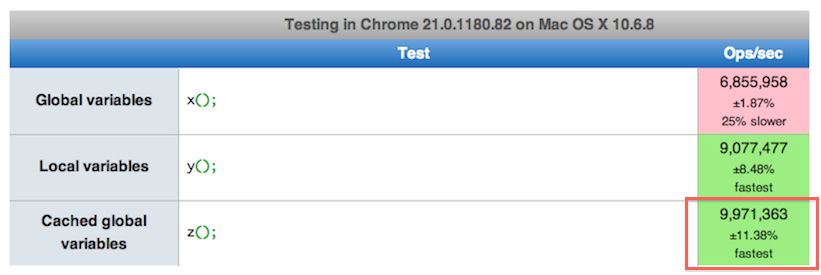 Testing in Chrome 21.0.1180.82 on Mac OS X 10.6.8
Test Ops/sec
Global variables x(); 6,855,958
±1.87%
25% slower
Local variables y(); 9,077,477
±8.48%
fastest
Cached global variables z(); 9,971,363
±11.38%
fastest